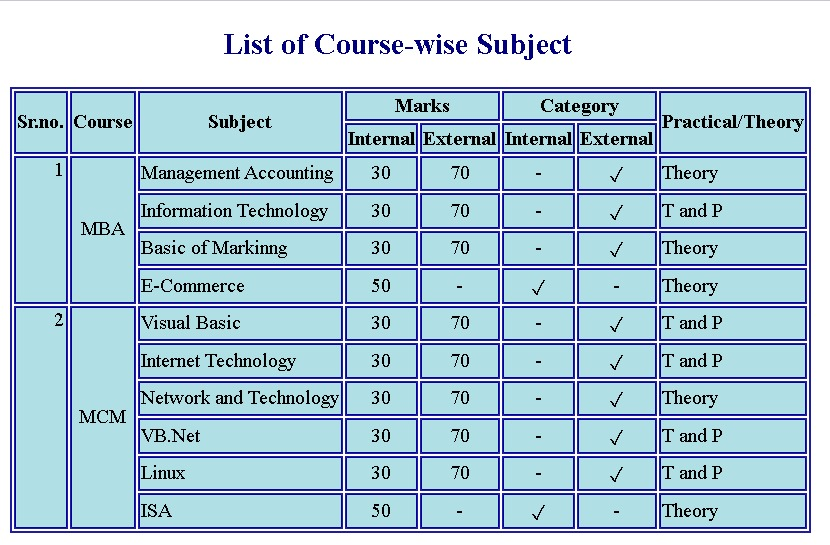 List of Course-wise Subject
Sr.no. Course Subject Marks Category Practical/Theory
Internal External Internal External
1 MBA Management Accounting 30 70 - ✓ Theory
Information Technology 30 70 - ✓ T and P
Basic of Markinng 30 70 - ✓ Theory
E-Commerce 50 - ✓ - Theory
2 MCM Visual Basic 30 70 - ✓ T and P
Internet Technology 30 70 - ✓ T and P
Network and Technology 30 70 - ✓ Theory
VB.Net 30 70 - ✓ T and P
Linux 30 70 - ✓ T and P
ISA 50 - ✓ - Theory